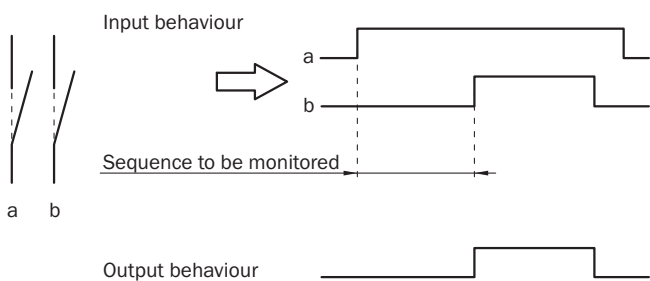 Input behaviour
a
b
Sequence to be monitored
a b
Output behaviour